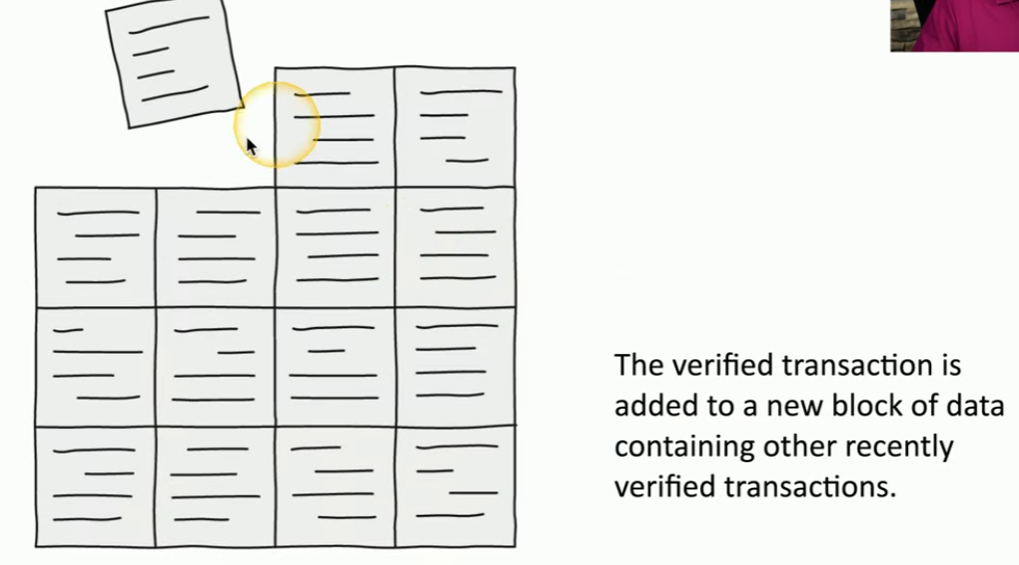 The verified transaction is
added to a new block of data
containing other recently
verified transactions.